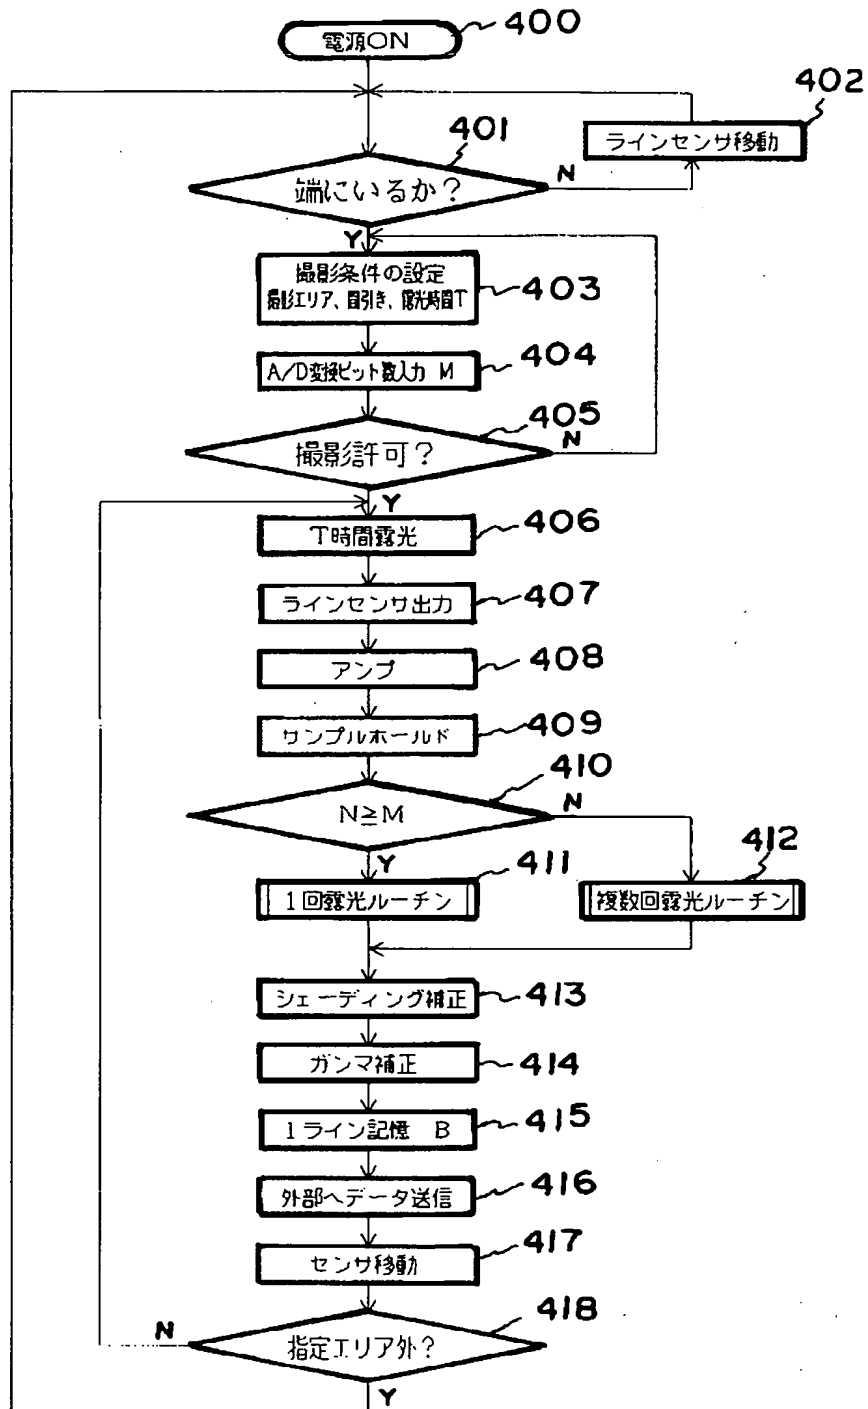 電源ON
400
402
ラインセンサ移動
401
端にいるか?
N
Y
撮影条件の設定
撮影エリア、間引き、露光時間T
403
A/D変換ビット数入力 M
404
405
撮影許可?
N
Y
T時間露光
406
ラインセンサ出力
407
アンプ
408
サンプルホールド
409
410
N≧M
N
Y
411
412
1回露光ルーチン
複数回露光ルーチン
シェーディング補正
413
ガンマ補正
414
1ライン記憶 B
415
外部へデータ送信
416
センサ移動
417
418
指定エリア外?
N
Y